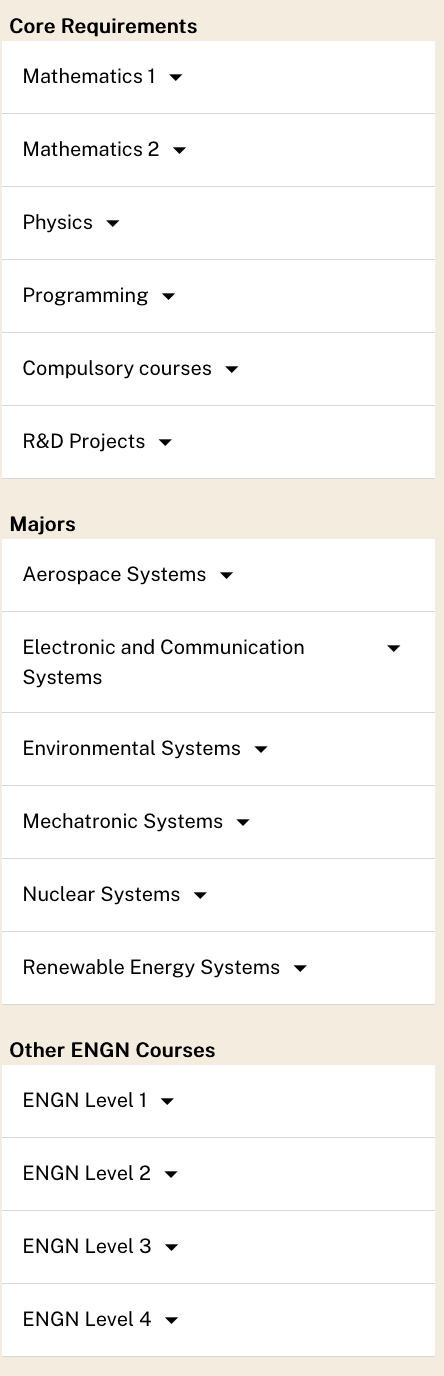 Core Requirements
Mathematics 1
Mathematics 2
Physics
Programming
Compulsory courses
R&D Projects
Majors
Aerospace Systems
Electronic and Communication
Systems
Environmental Systems
Mechatronic Systems
Nuclear Systems
Renewable Energy Systems
Other ENGN Courses
ENGN Level 1
ENGN Level 2
ENGN Level 3
ENGN Level 4